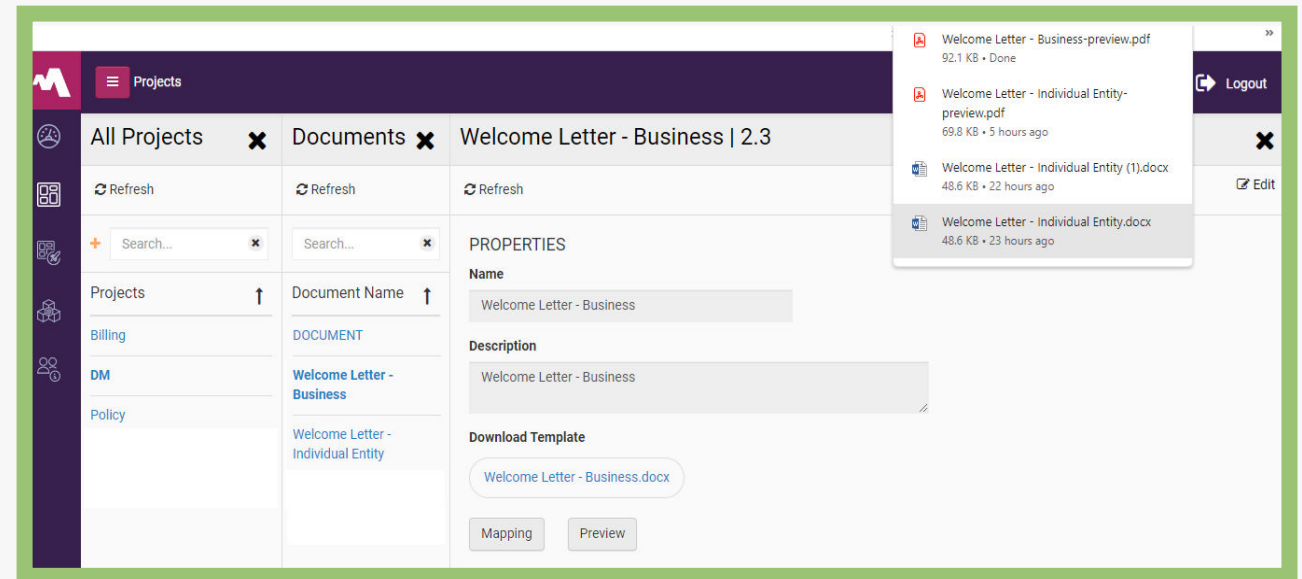 »
Welcome Letter - Business-preview.pdf
92.1 KB • Done
Welcome Letter - Individual Entity-
preview.pdf
69.8 KB • 5 hours ago
Welcome Letter - Individual Entity (1).docx
48.6 KB • 22 hours ago
Welcome Letter - Individual Entity.docx
48.6 KB • 23 hours ago
Projects
Logout
All Projects
Documents
Welcome Letter - Business | 2.3
Refresh
Refresh
Refresh
Edit
Search...
Search...
Projects
Billing
DM
Policy
Document Name
DOCUMENT
Welcome Letter -
Business
Welcome Letter -
Individual Entity
PROPERTIES
Name
Welcome Letter - Business
Description
Welcome Letter - Business
Download Template
Welcome Letter - Business.docx
Mapping
Preview